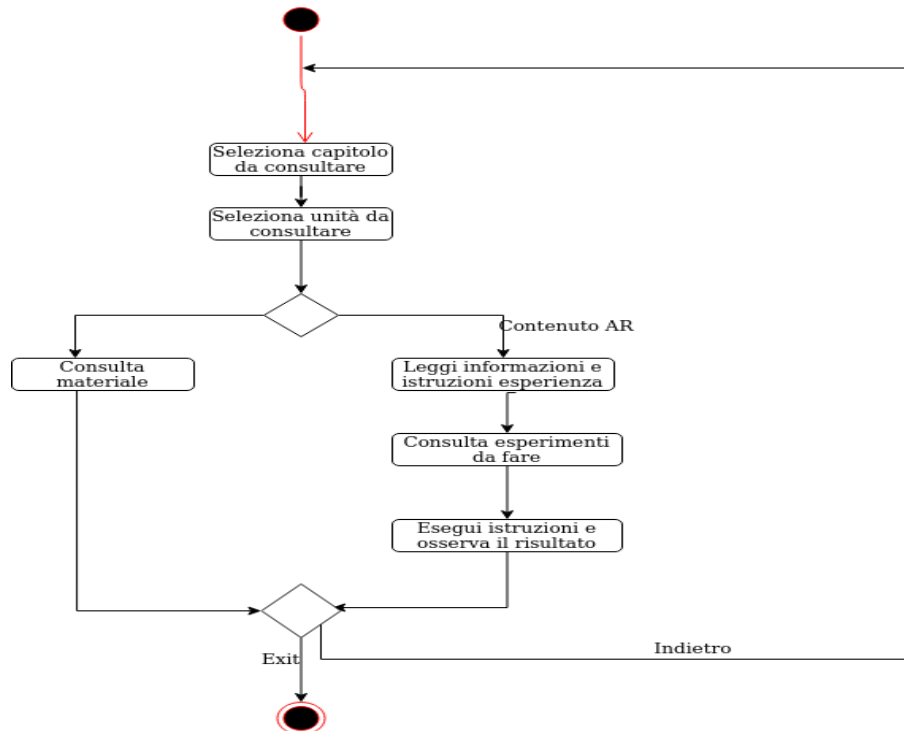 Seleziona capitolo
da consultare
Seleziona unità da
consultare
Contenuto AR
Consulta
materiale
Leggi informazioni e
istruzioni esperienza
Consulta esperimenti
da fare
Esegui istruzioni e
osserva il risultato
Indietro
Exit